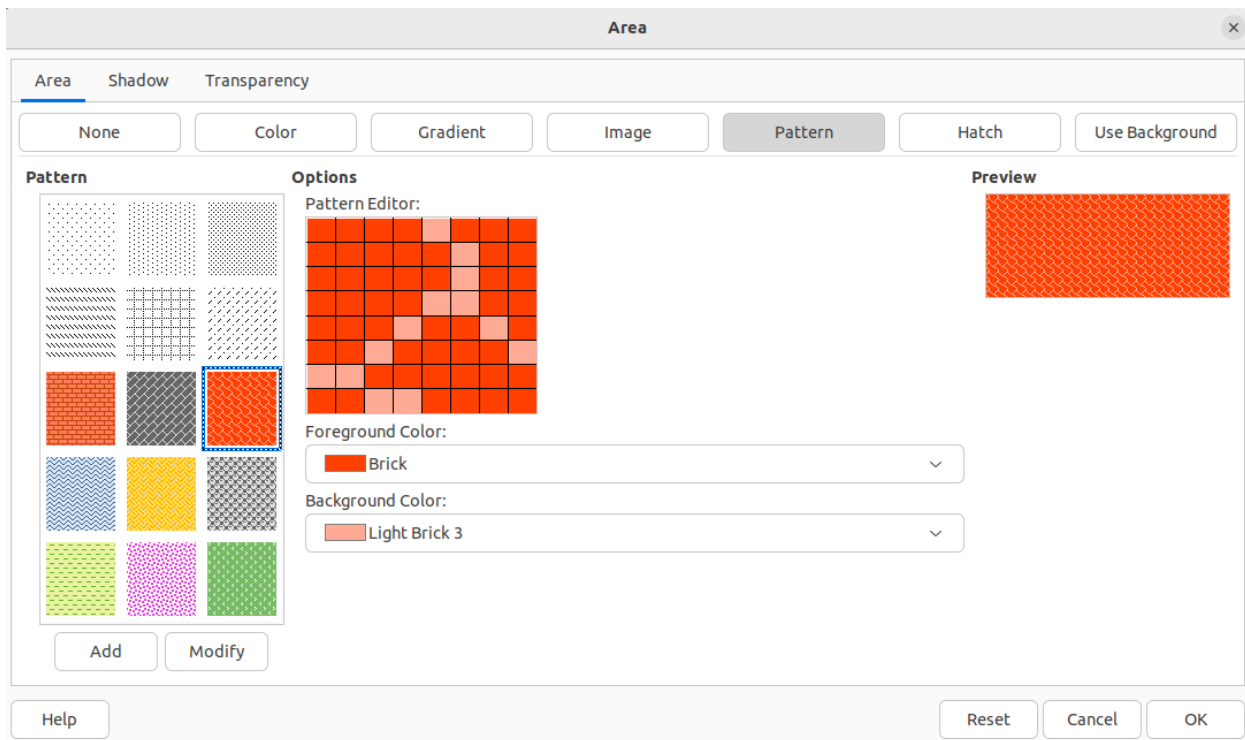 Area
Area Shadow Transparency
None Color Gradient Image Pattern Hatch Use Background
Pattern
Options
Pattern Editor:
Foreground Color:
Brick
Background Color:
Light Brick 3
Preview
Add Modify
Help Reset Cancel OK